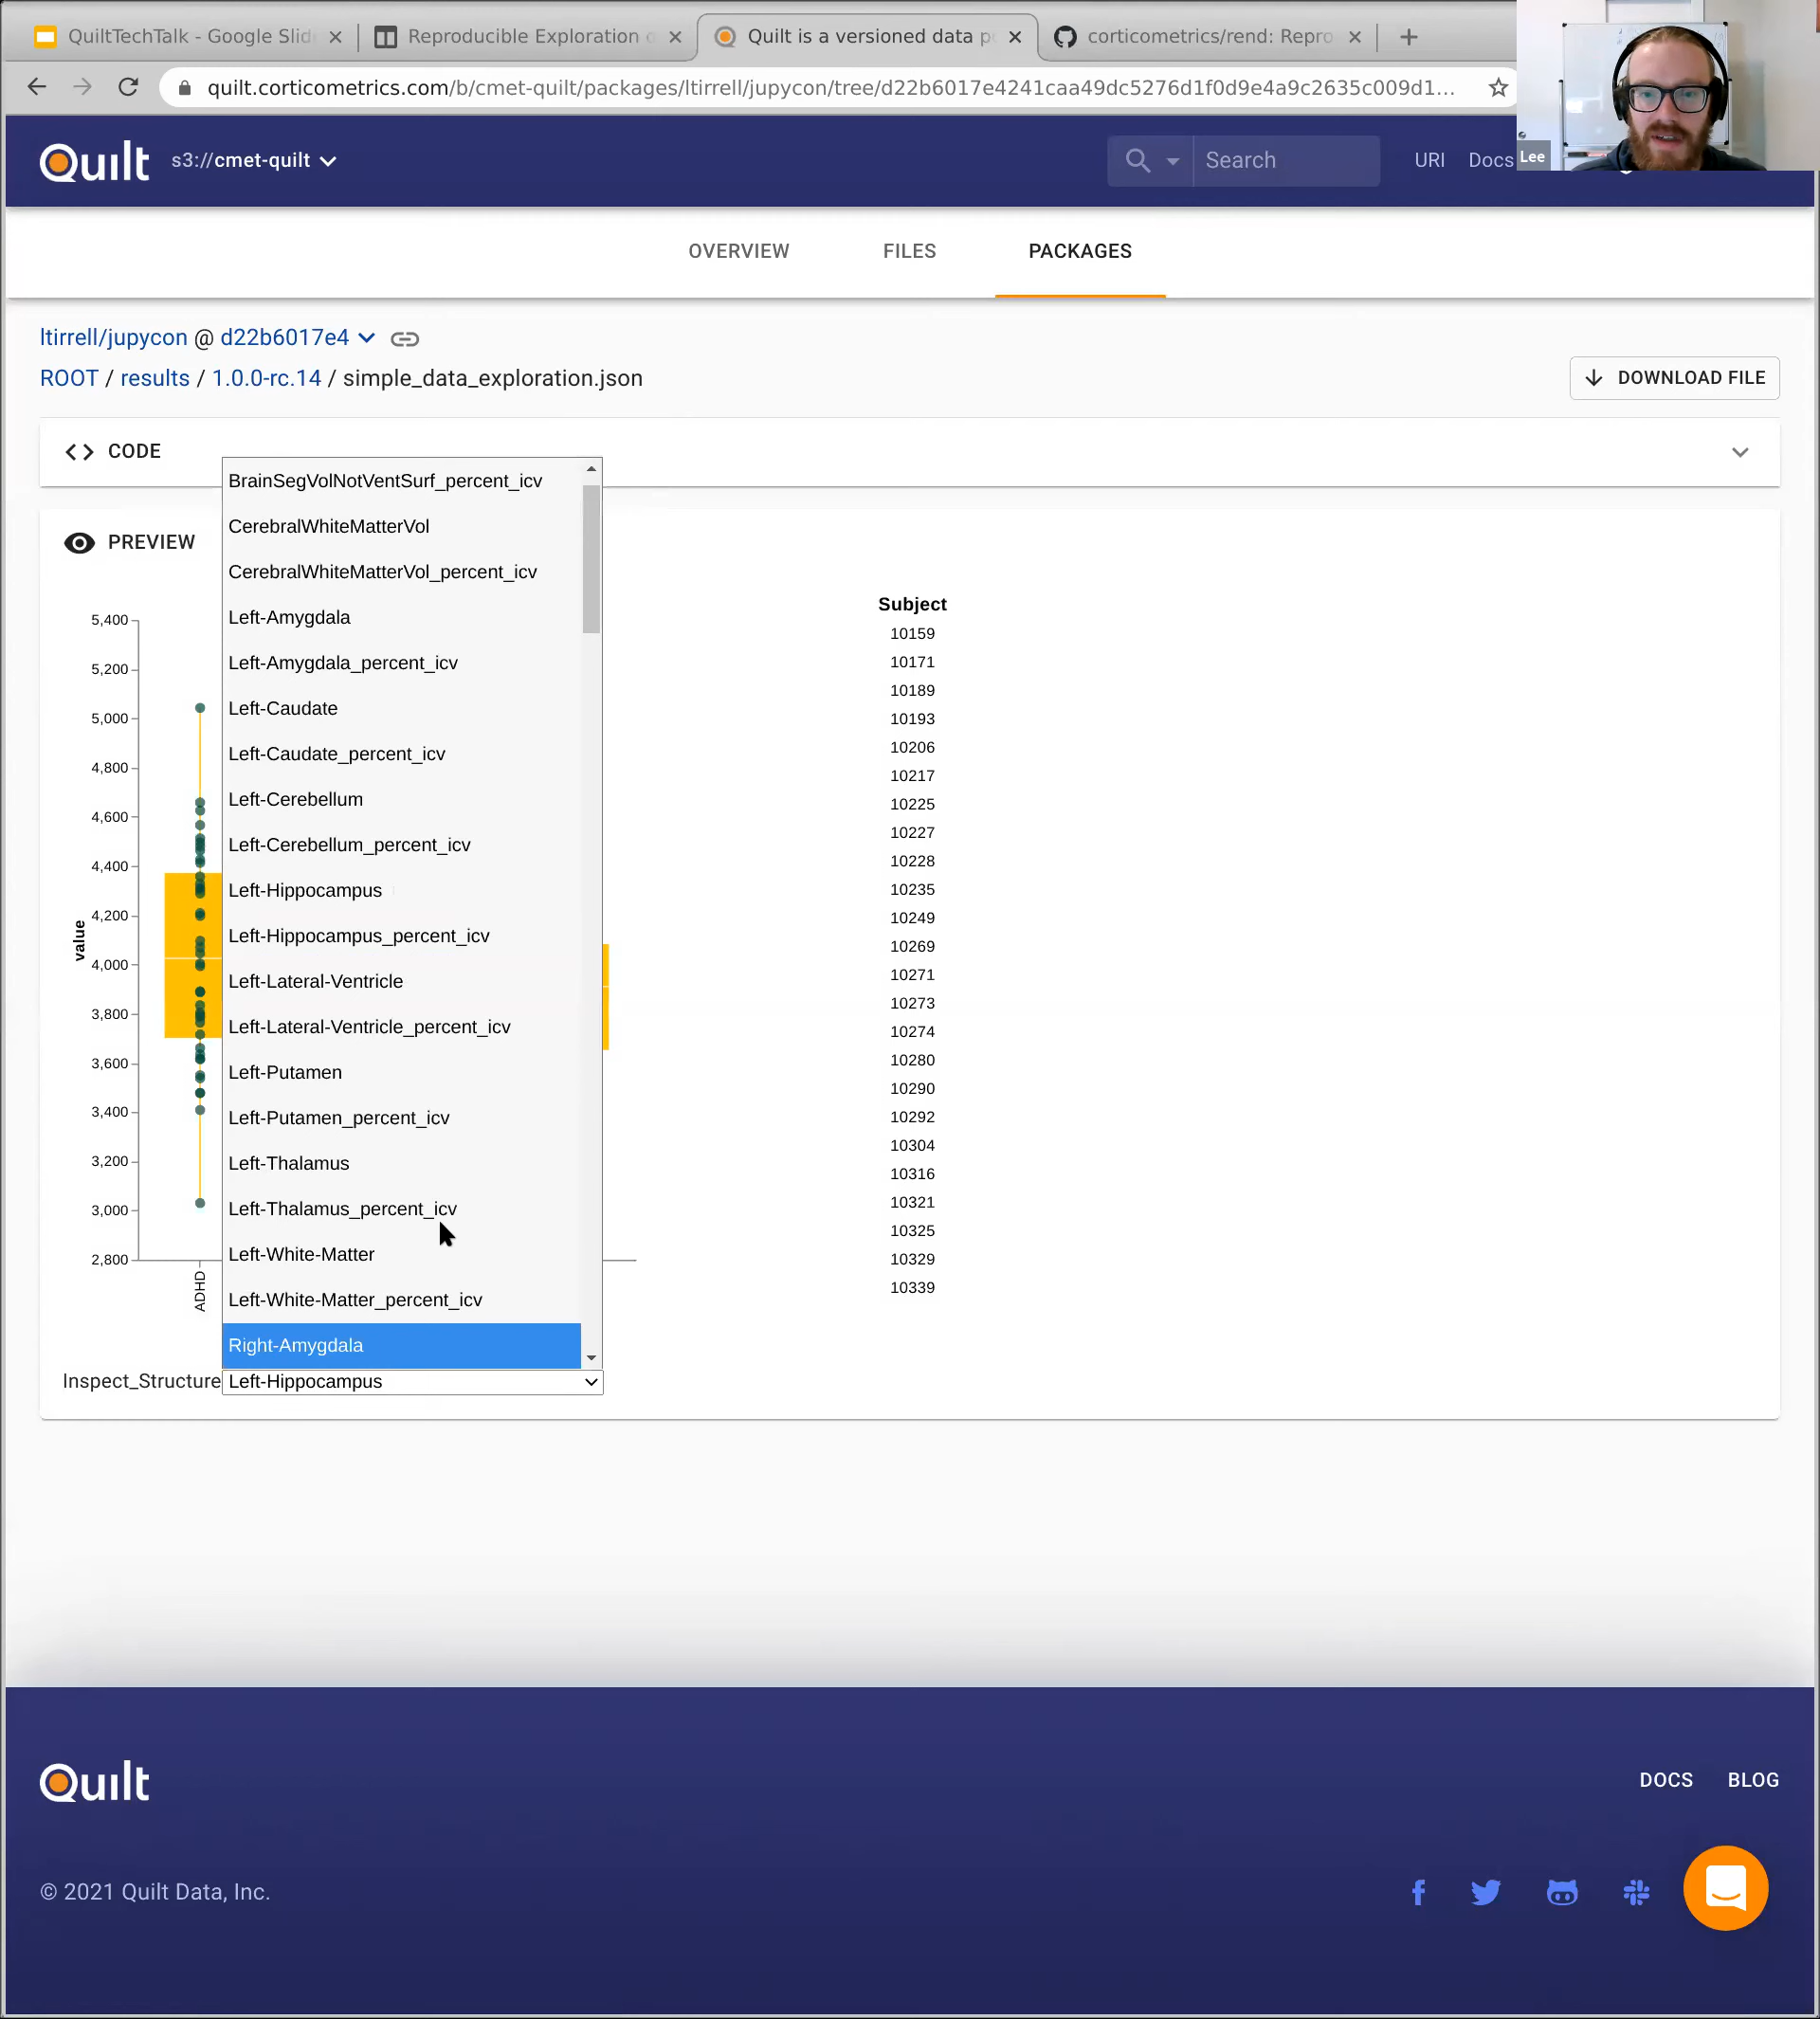 QuiltTechTalk - Google Slid
Reproducible Exploration o
Quilt is a versioned data p
corticometrics/rend: Repro
quilt.corticometrics.com/b/cmet-quilt/packages/ltirrell/jupycon/tree/d22b6017e4241caa49dc5276d1f0d9e4a9c2635c009d1...
Lee
Quilt s3://cmet-quilt
Search
URI Docs
OVERVIEW FILES PACKAGES
ltirrell/jupycon @ d22b6017e4
ROOT / results / 1.0.0-rc.14 / simple_data_exploration.json
DOWNLOAD FILE
CODE
PREVIEW
BrainSegVolNotVentSurf_percent_icv
CerebralWhiteMatterVol
CerebralWhiteMatterVol_percent_icv
Left-Amygdala
Left-Amygdala_percent_icv
Left-Caudate
Left-Caudate_percent_icv
Left-Cerebellum
Left-Cerebellum_percent_icv
Left-Hippocampus
Left-Hippocampus_percent_icv
Left-Lateral-Ventricle
Left-Lateral-Ventricle_percent_icv
Left-Putamen
Left-Putamen_percent_icv
Left-Thalamus
Left-Thalamus_percent_icv
Left-White-Matter
Left-White-Matter_percent_icv
Right-Amygdala
Inspect_Structure Left-Hippocampus
value
5,400
5,200
5,000
4,800
4,600
4,400
4,200
4,000
3,800
3,600
3,400
3,200
3,000
2,800
ADHD
Subject
10159
10171
10189
10193
10206
10217
10225
10227
10228
10235
10249
10269
10271
10273
10274
10280
10290
10292
10304
10316
10321
10325
10329
10339
Quilt
DOCS BLOG
© 2021 Quilt Data, Inc.